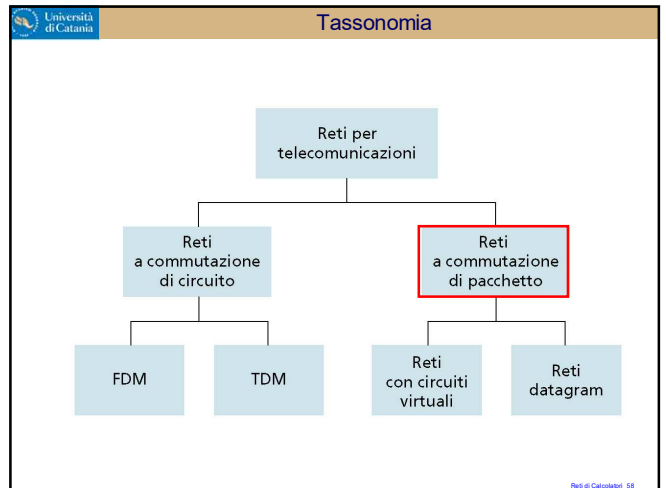 Università
di Catania
Tassonomia
Reti per
telecomunicazioni
Reti
a commutazione
di circuito
Reti
a commutazione
di pacchetto
FDM
TDM
Reti
con circuiti
virtuali
Reti
datagram
Reti di Calcolatori 58